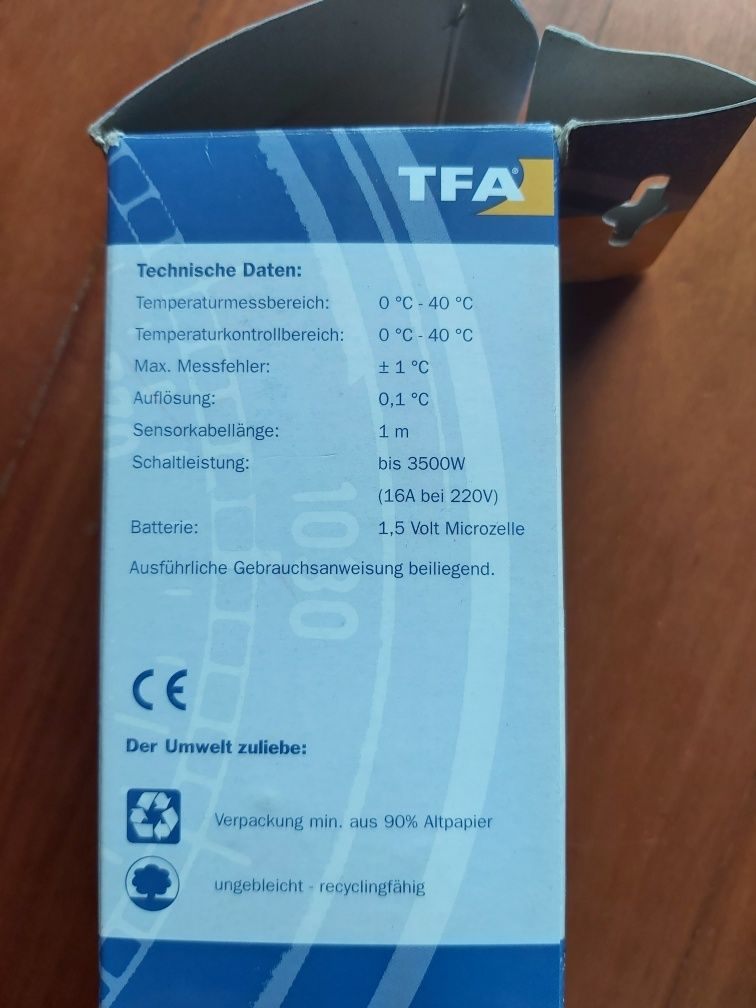 TFA®
Technische Daten:
Temperaturmessbereich: 0 °C - 40 °C
Temperaturkontrollbereich: 0 °C - 40 °C
Max. Messfehler: ± 1 °C
Auflösung: 0,1 °C
Sensorkabellänge: 1 m
Schaltleistung: bis 3500W
(16A bei 220V)
Batterie: 1,5 Volt Microzelle
Ausführliche Gebrauchsanweisung beiliegend.
1030
CE
Der Umwelt zuliebe:
Verpackung min. aus 90% Altpapier
ungebleicht - recyclingfähig